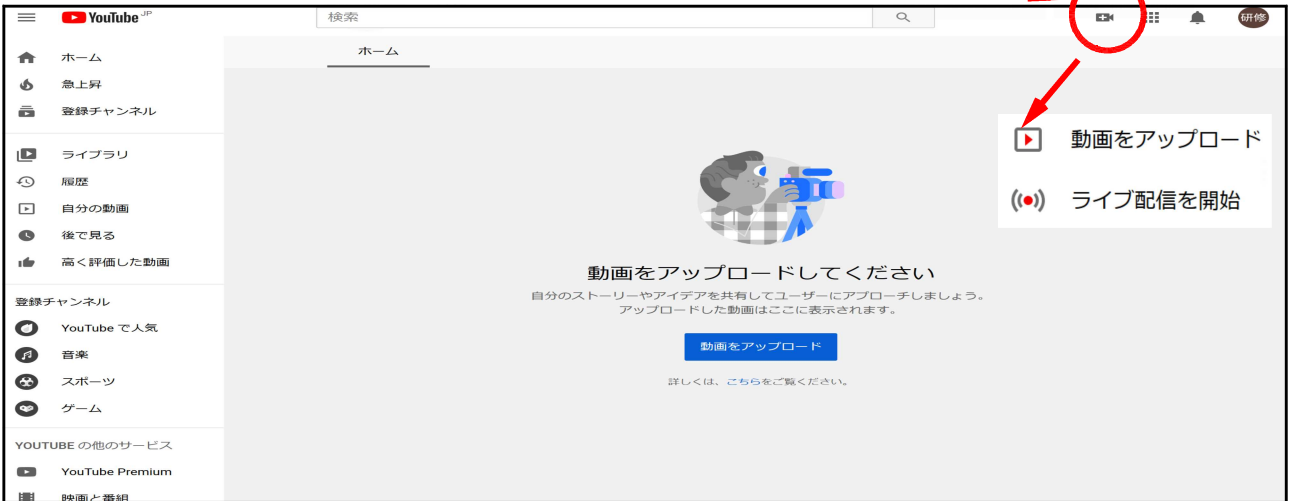 YouTube JP
検索
研修
ホーム
ホーム
急上昇
登録チャンネル
ライブラリ
履歴
自分の動画
後で見る
高く評価した動画
登録チャンネル
YouTube で人気
音楽
スポーツ
ゲーム
YOUTUBE の他のサービス
YouTube Premium
映画と番組
動画をアップロード
ライブ配信を開始
動画をアップロードしてください
自分のストーリーやアイデアを共有してユーザーにアプローチしましょう。
アップロードした動画はここに表示されます。
動画をアップロード
詳しくは、こちらをご覧ください。